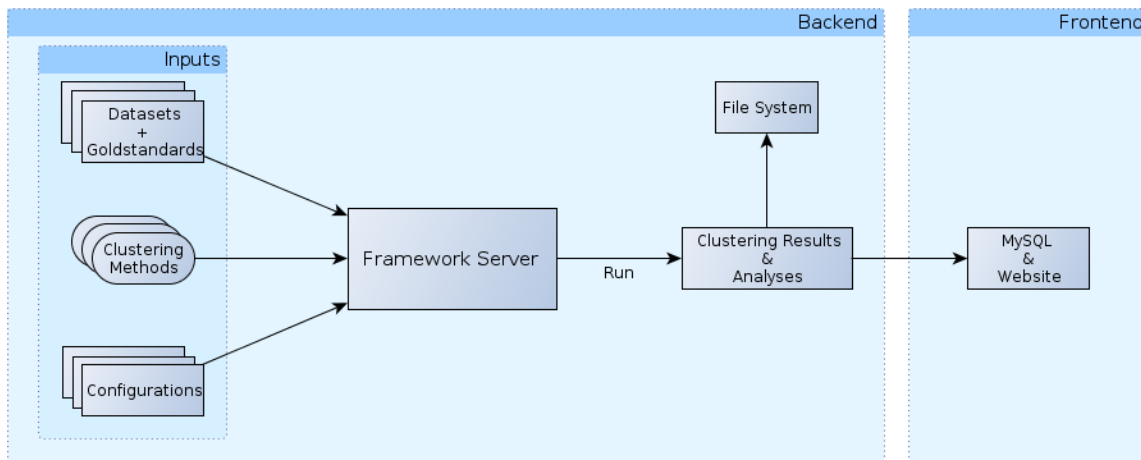 Backend
Frontend
Inputs
Datasets
+
Goldstandards
File System
Clustering
Methods
Framework Server
Run
Clustering Results
&
Analyses
MySQL
&
Website
Configurations